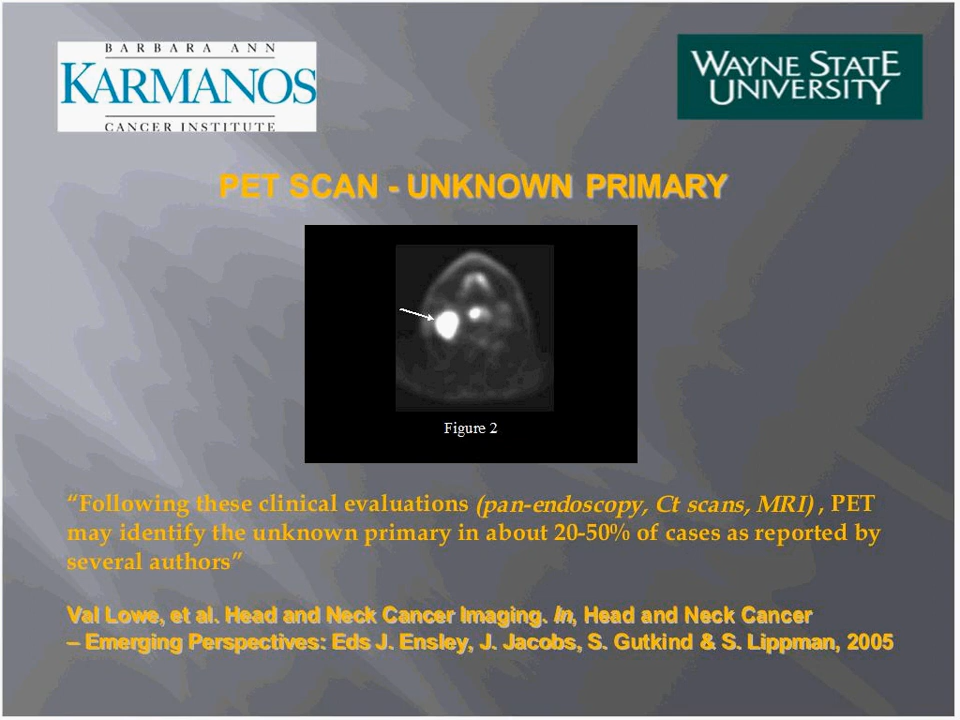 BARBARA ANN
KARMANOS
CANCER INSTITUTE
WAYNE STATE
UNIVERSITY
PET SCAN - UNKNOWN PRIMARY
Figure 2
“Following these clinical evaluations (pan-endoscopy, Ct scans, MRI) , PET
may identify the unknown primary in about 20-50% of cases as reported by
several authors”
Val Lowe, et al. Head and Neck Cancer Imaging. In, Head and Neck Cancer
– Emerging Perspectives: Eds J. Ensley, J. Jacobs, S. Gutkind & S. Lippman, 2005